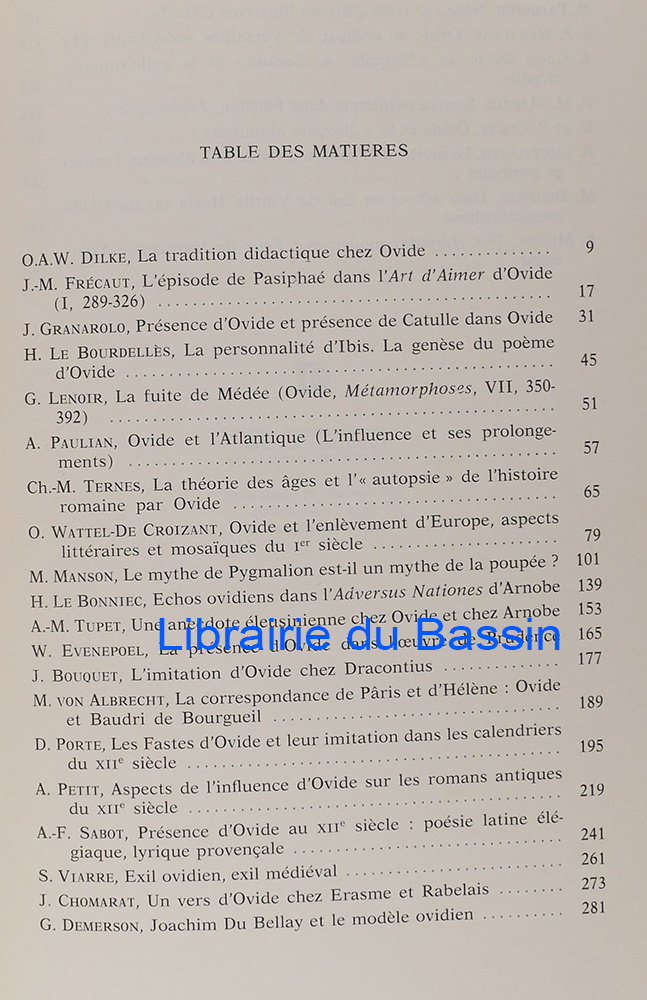 TABLE DES MATIERES
O.A.W. DILKE, La tradition didactique chez Ovide .............. 9
J.-M. FRÉCAUT, L'épisode de Pasiphaé dans l'Art d'Aimer d'Ovide
(I, 289-326) ............................................. 17
J. GRANAROLO, Présence d'Ovide et présence de Catulle dans Ovide 31
H. LE BOURDELLÈS, La personnalité d'Ibis. La genèse du poème
d'Ovide ................................................ 45
G. LENOIR, La fuite de Médée (Ovide, Métamorphoses, VII, 350-
392) .................................................. 51
A. PAULIAN, Ovide et l'Atlantique (L'influence et ses prolonge-
ments) ................................................ 57
Ch.-M. TERNES, La théorie des âges et l'« autopsie » de l'histoire
romaine par Ovide ..................................... 65
O. WATTEL-DE CROIZANT, Ovide et l'enlèvement d'Europe, aspects
littéraires et mosaïques du Ier siècle ..................... 79
M. MANSON, Le mythe de Pygmalion est-il un mythe de la poupée ? 101
H. LE BONNIEC, Echos ovidiens dans l'Adversus Nationes d'Arnobe 139
A.-M. TUPET, Une anecdote éleusinienne chez Ovide et chez Arnobe 153
Librairie du Bassin
W. EVENEPOEL, La présence d'Ovide dans l'œuvre de Prudence 165
J. BOUQUET, L'imitation d'Ovide chez Dracontius ............. 177
M. VON ALBRECHT, La correspondance de Pâris et d'Hélène : Ovide
et Baudri de Bourgueil ................................. 189
D. PORTE, Les Fastes d'Ovide et leur imitation dans les calendriers
du XIIe siècle .......................................... 195
A. PETIT, Aspects de l'influence d'Ovide sur les romans antiques
du XIIe siècle .......................................... 219
A.-F. SABOT, Présence d'Ovide au XIIe siècle : poésie latine élé-
giaque, lyrique provençale ............................... 241
S. VIARRE, Exil ovidien, exil médiéval ........................ 261
J. CHOMARAT, Un vers d'Ovide chez Erasme et Rabelais ........ 273
G. DEMERSON, Joachim Du Bellay et le modèle ovidien .......... 281